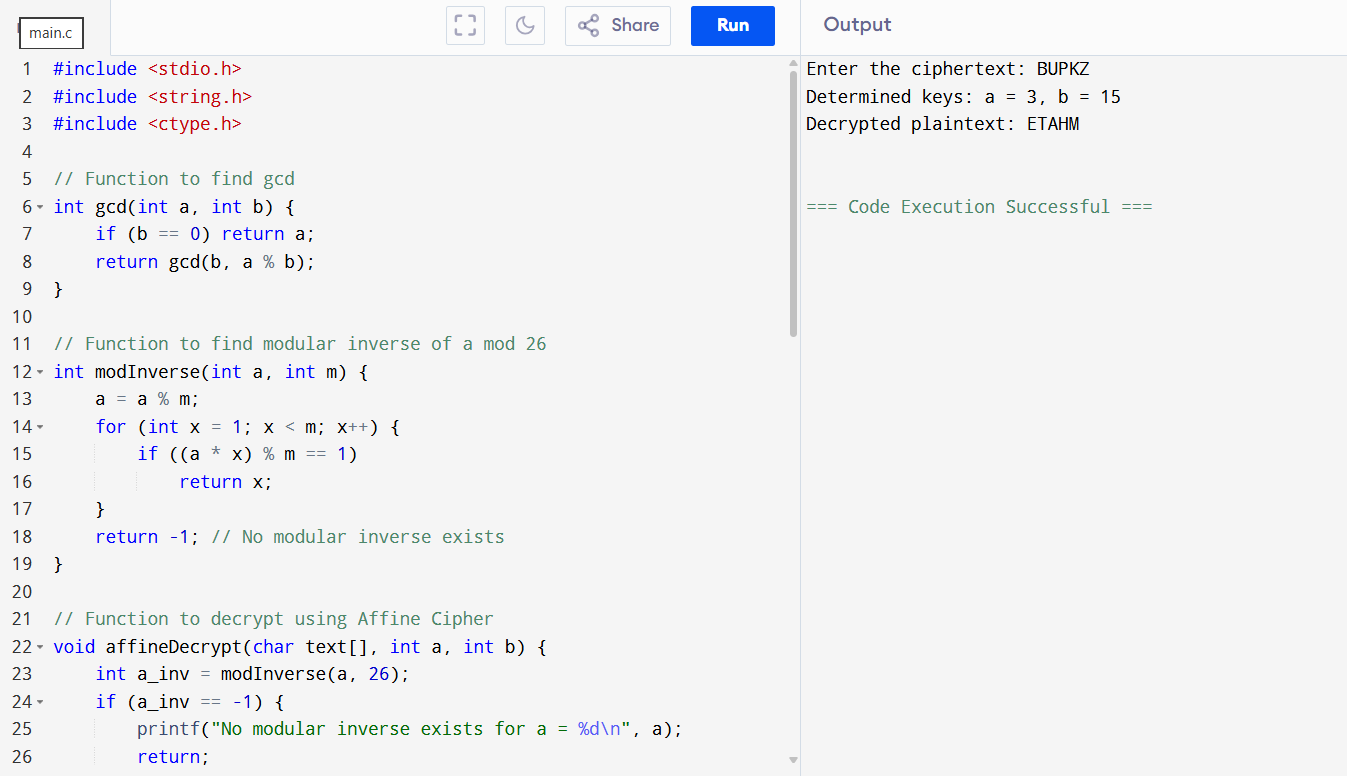 main.c
Share
Run
Output
1 #include <stdio.h>
2 #include <string.h>
3 #include <ctype.h>
4
5 // Function to find gcd
6 int gcd(int a, int b) {
7     if (b == 0) return a;
8     return gcd(b, a % b);
9 }
10
11 // Function to find modular inverse of a mod 26
12 int modInverse(int a, int m) {
13     a = a % m;
14     for (int x = 1; x < m; x++) {
15         if ((a * x) % m == 1)
16             return x;
17     }
18     return -1; // No modular inverse exists
19 }
20
21 // Function to decrypt using Affine Cipher
22 void affineDecrypt(char text[], int a, int b) {
23     int a_inv = modInverse(a, 26);
24     if (a_inv == -1) {
25         printf("No modular inverse exists for a = %d\n", a);
26         return;
Enter the ciphertext: BUPKZ
Determined keys: a = 3, b = 15
Decrypted plaintext: ETAHM
=== Code Execution Successful ===